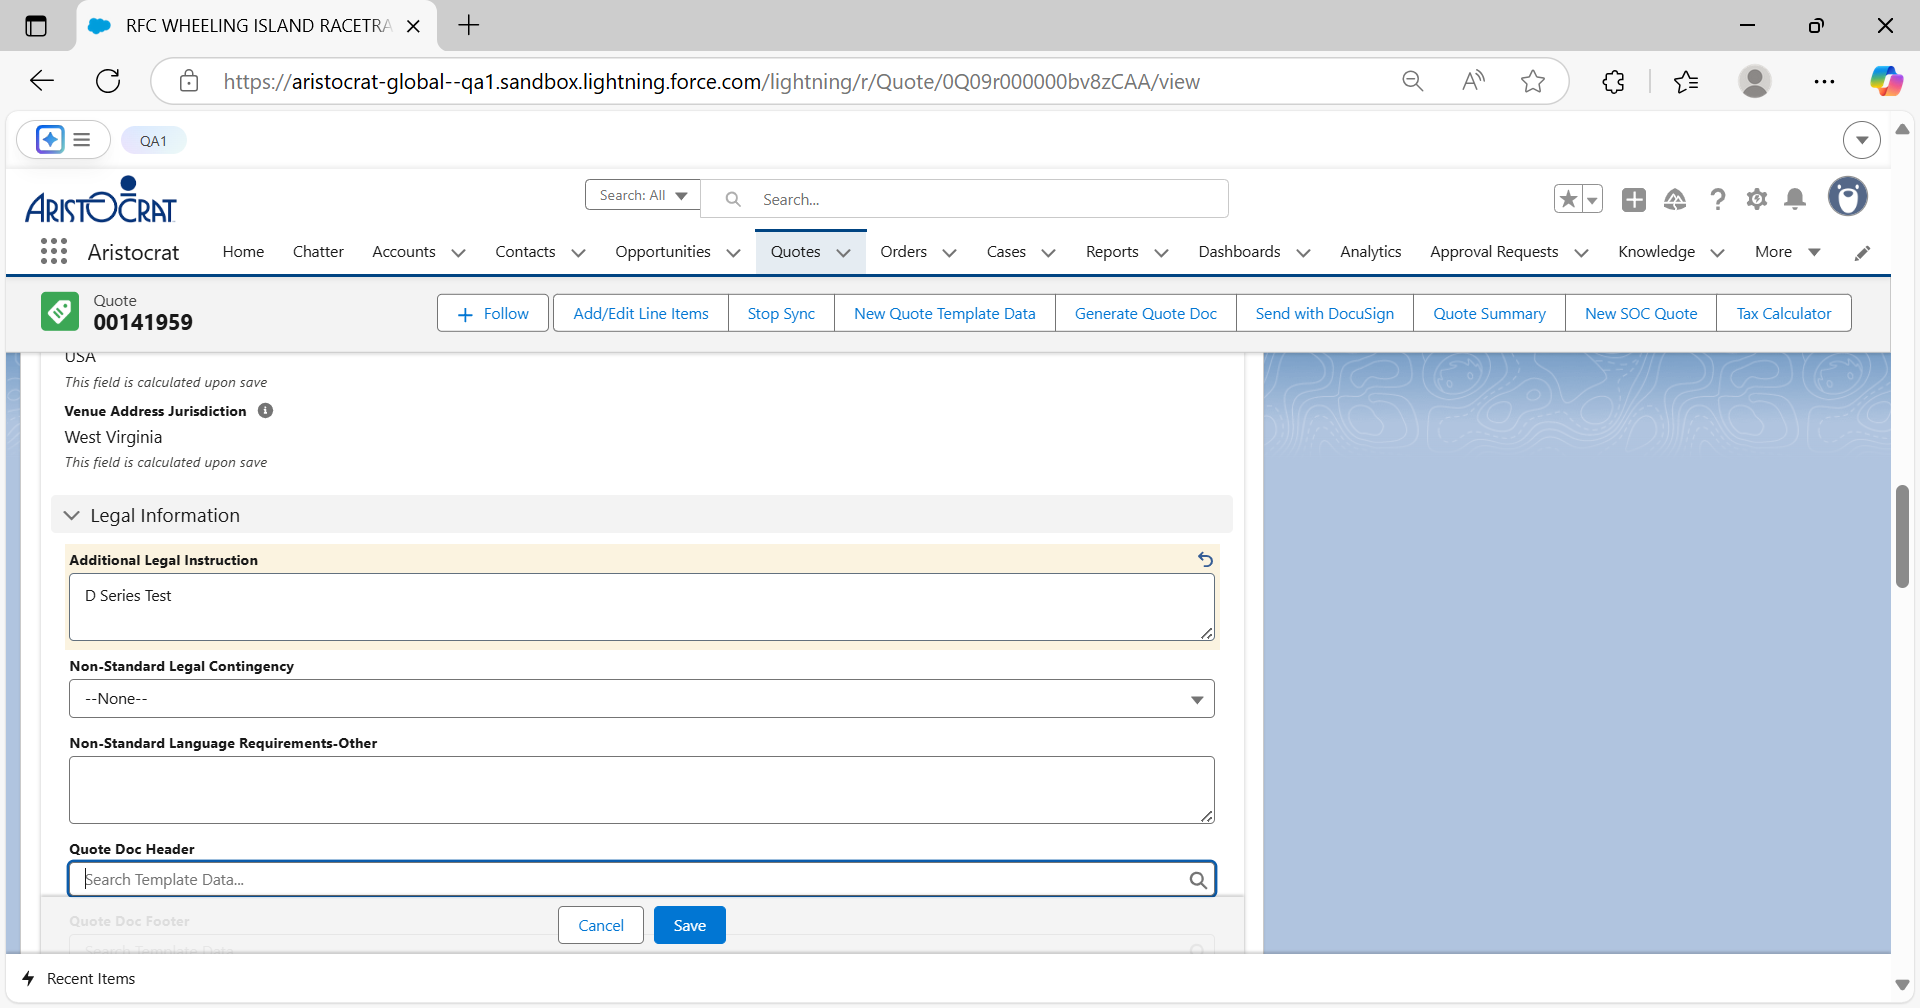 RFC WHEELING ISLAND RACETRA
https://aristocrat-global--qa1.sandbox.lightning.force.com/lightning/r/Quote/0Q09r000000bv8zCAA/view
QA1
ARISTOCRAT
Search: All
Search...
Aristocrat
Home
Chatter
Accounts
Contacts
Opportunities
Quotes
Orders
Cases
Reports
Dashboards
Analytics
Approval Requests
Knowledge
More
Quote
00141959
Follow
Add/Edit Line Items
Stop Sync
New Quote Template Data
Generate Quote Doc
Send with DocuSign
Quote Summary
New SOC Quote
Tax Calculator
USA
This field is calculated upon save
Venue Address Jurisdiction
West Virginia
This field is calculated upon save
Legal Information
Additional Legal Instruction
D Series Test
Non-Standard Legal Contingency
--None--
Non-Standard Language Requirements-Other
Quote Doc Header
Search Template Data...
Quote Doc Footer
Search Template Data...
Cancel
Save
Recent Items